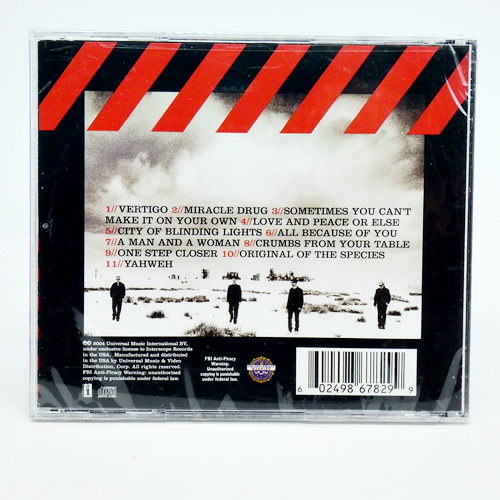 1//VERTIGO 2//MIRACLE DRUG 3//SOMETIMES YOU CAN'T
MAKE IT ON YOUR OWN 4//LOVE AND PEACE OR ELSE
5//CITY OF BLINDING LIGHTS 6//ALL BECAUSE OF YOU
7//A MAN AND A WOMAN 8//CRUMBS FROM YOUR TABLE
9//ONE STEP CLOSER 10//ORIGINAL OF THE SPECIES
11//YAHWEH
℗© 2004 Universal Music International BV,
under exclusive license to Interscope Records
in the USA. Manufactured and distributed
in the USA by Universal Music & Video
Distribution, Corp. All rights reserved.
FBI Anti-Piracy Warning: unauthorized
copying is punishable under federal law.
FBI Anti-Piracy
Warning:
Unauthorized
copying is punishable
under federal law.
6 02498 67829 9